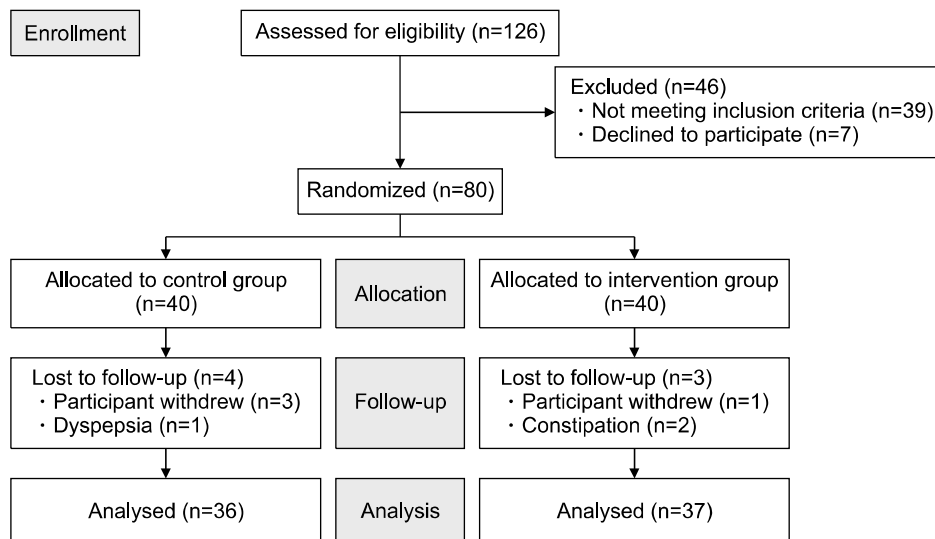 Enrollment
Assessed for eligibility (n=126)
Excluded (n=46)
· Not meeting inclusion criteria (n=39)
· Declined to participate (n=7)
Randomized (n=80)
Allocated to control group
(n=40)
Allocation
Allocated to intervention group
(n=40)
Lost to follow-up (n=4)
· Participant withdrew (n=3)
· Dyspepsia (n=1)
Follow-up
Lost to follow-up (n=3)
· Participant withdrew (n=1)
· Constipation (n=2)
Analysed (n=36)
Analysis
Analysed (n=37)